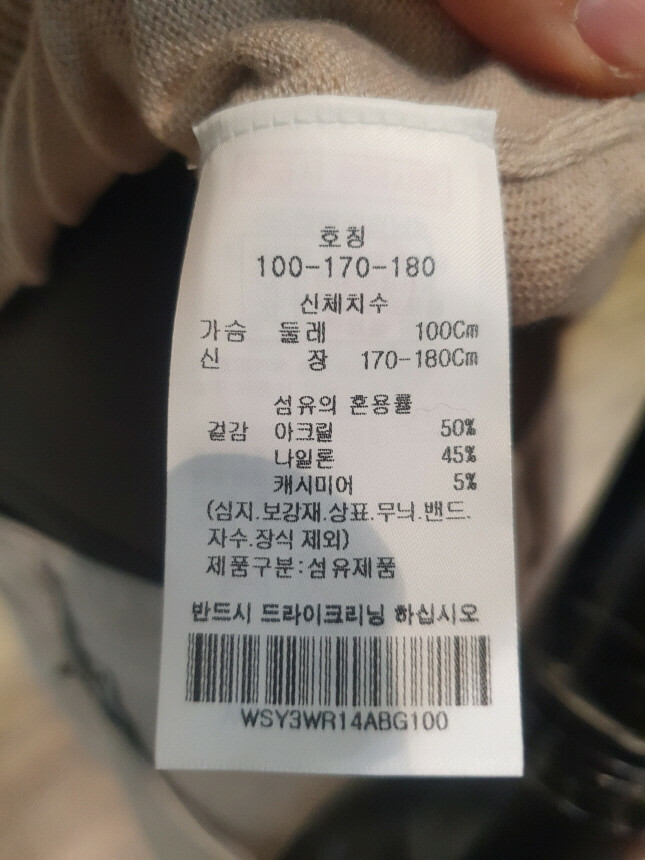 호칭
100-170-180
신체치수
가슴 둘레 100Cm
신 장 170-180Cm
섬유의 혼용률
겉감 아크릴 50%
나일론 45%
캐시미어 5%
(심지.보강재.상표.무늬.밴드.
자수.장식 제외)
제품구분:섬유제품
반드시 드라이크리닝 하십시오
WSY3WR14ABG100